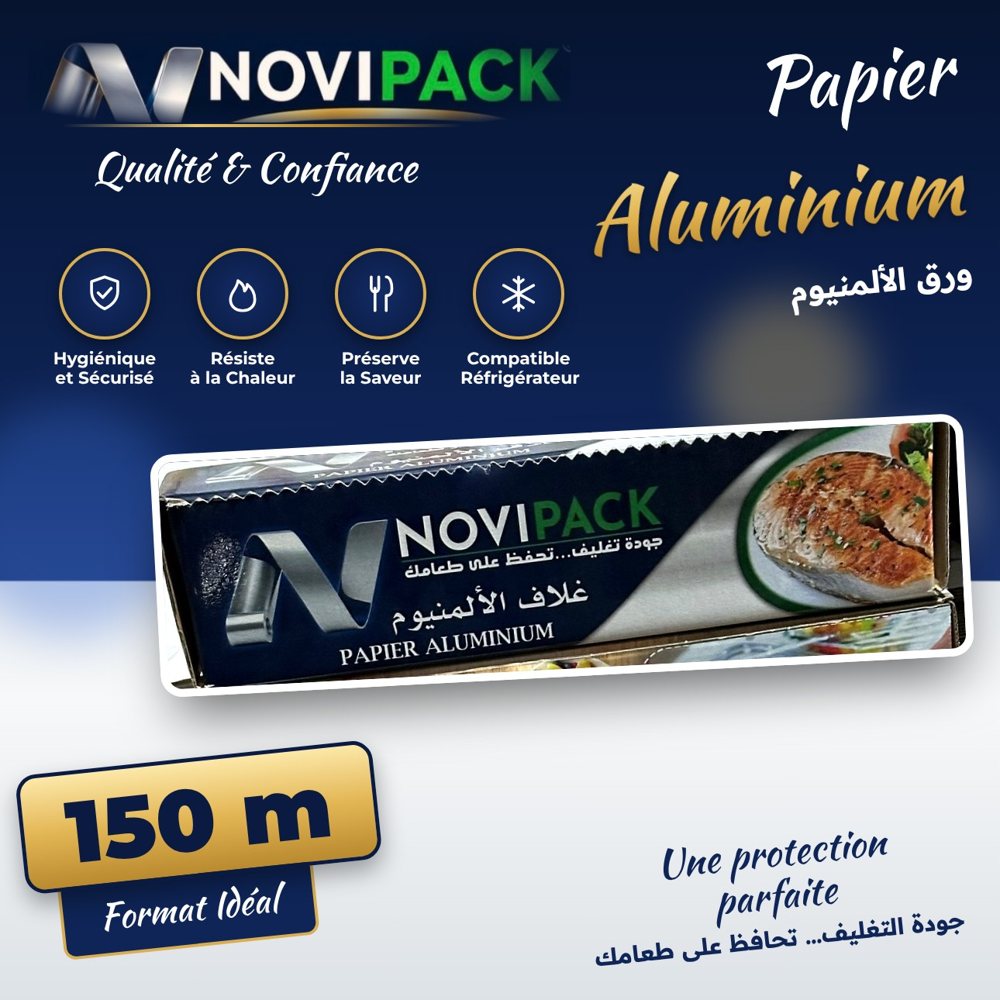 NOVIPACK
Qualité & Confiance
Papier
Aluminium
ورق الألمنيوم
Hygiénique
et Sécurisé
Résiste
à la Chaleur
Préserve
la Saveur
Compatible
Réfrigérateur
PAPIER ALUMINIUM
NOVIPACK
جودة تغليف...تحفظ على طعامك
غلاف الألمنيوم
PAPIER ALUMINIUM
150 m
Format Idéal
Une protection
parfaite
جودة التغليف... تحافظ على طعامك